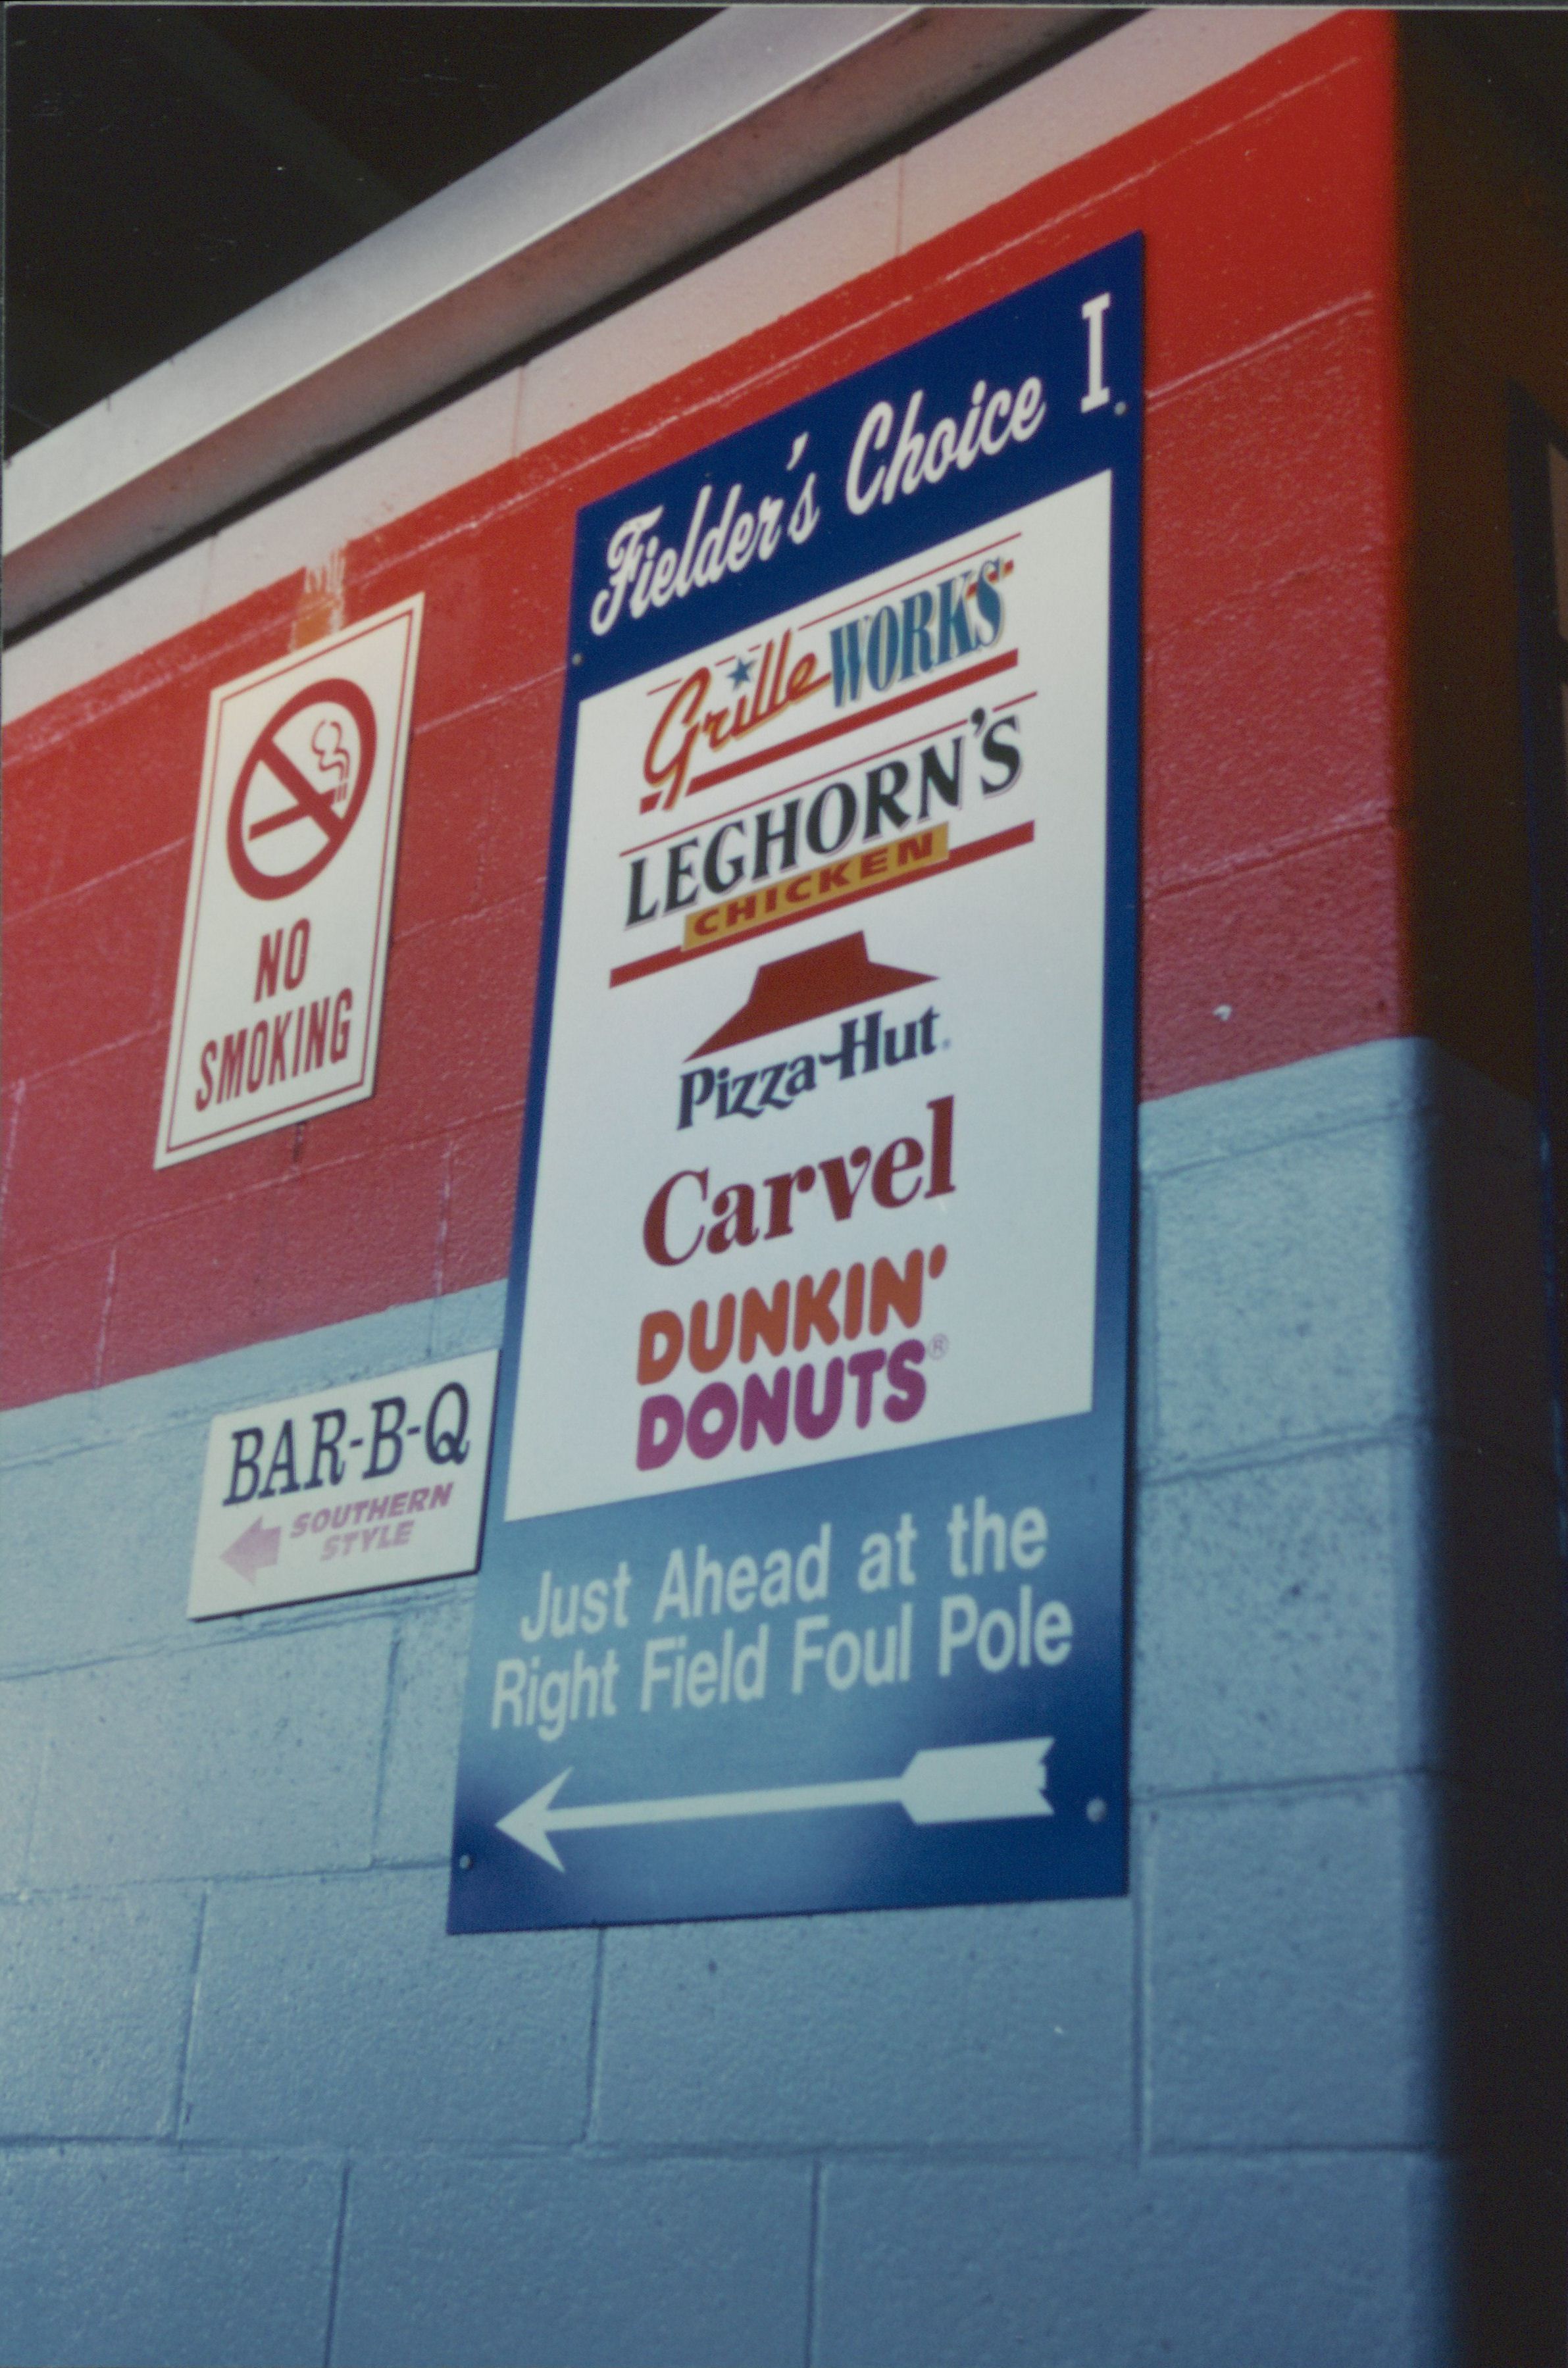 Fielder's Choice I
Grille WORKS
LEGHORN'S
CHICKEN
Pizza Hut
Carvel
DUNKIN'
DONUTS®
Just Ahead at the
Right Field Foul Pole
NO
SMOKING
BAR-B-Q
SOUTHERN
STYLE